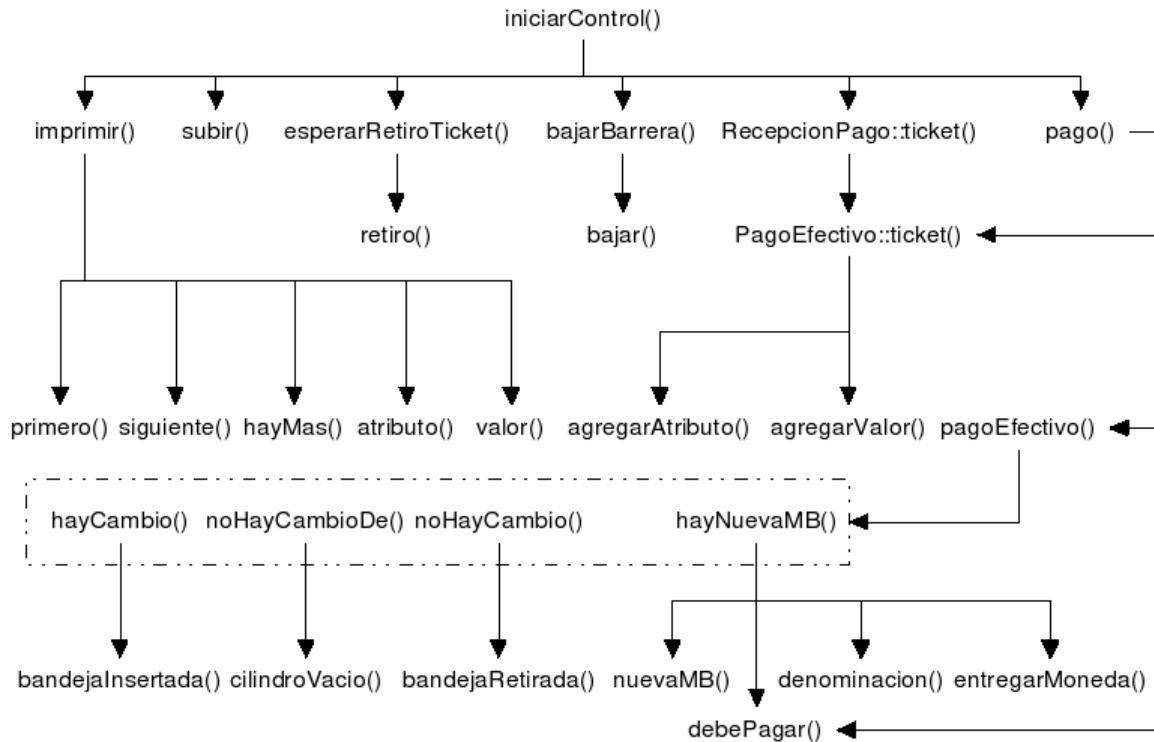 iniciarControl()
imprimir() subir() esperarRetiroTicket() bajarBarrera() RecepcionPago::ticket() pago()
retiro() bajar() PagoEfectivo::ticket()
primero() siguiente() hayMas() atributo() valor() agregarAtributo() agregarValor() pagoEfectivo()
hayCambio() noHayCambioDe() noHayCambio() hayNuevaMB()
bandejaInsertada() cilindroVacio() bandejaRetirada() nuevaMB() denominacion() entregarMoneda()
debePagar()